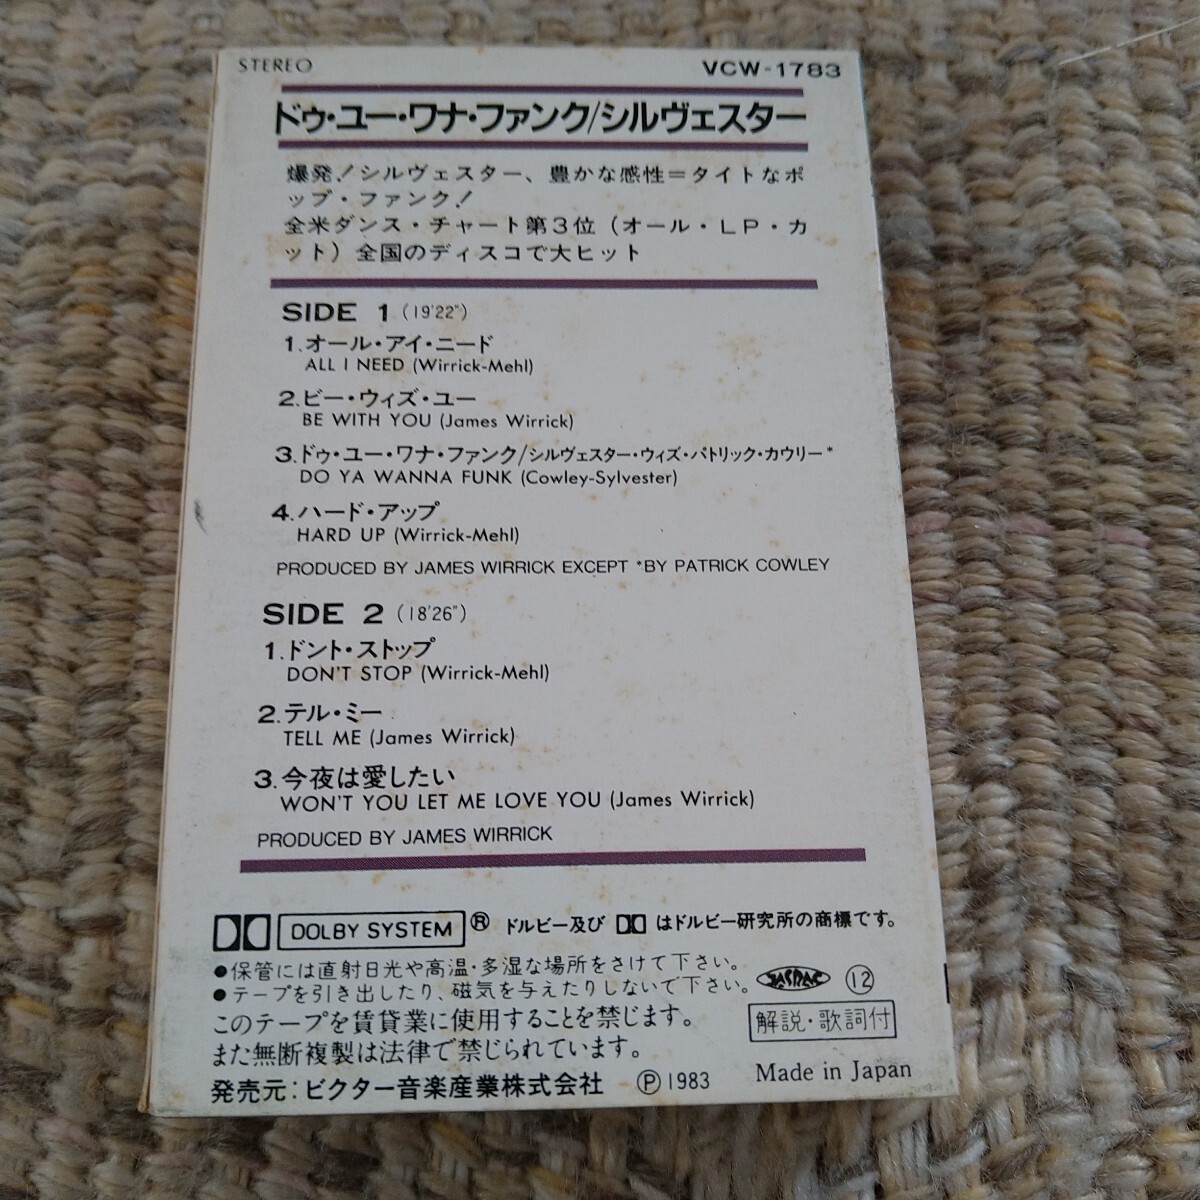 STEREO
VCW-1783
ドゥ・ユー・ワナ・ファンク/シルヴェスター
爆発!シルヴェスター、豊かな感性=タイトなポ
ップ・ファンク!
全米ダンス・チャート第3位(オール・LP・カ
ット)全国のディスコで大ヒット
SIDE 1 (19'22")
1.オール・アイ・ニード
ALL I NEED (Wirrick-Mehl)
2.ビー・ウィズ・ユー
BE WITH YOU (James Wirrick)
3.ドゥ・ユー・ワナ・ファンク/シルヴェスター・ウィズ・パトリック・カウリー*
DO YA WANNA FUNK (Cowley-Sylvester)
4.ハード・アップ
HARD UP (Wirrick-Mehl)
PRODUCED BY JAMES WIRRICK EXCEPT *BY PATRICK COWLEY
SIDE 2 (18'26")
1.ドント・ストップ
DON'T STOP (Wirrick-Mehl)
2.テル・ミー
TELL ME (James Wirrick)
3.今夜は愛したい
WON'T YOU LET ME LOVE YOU (James Wirrick)
PRODUCED BY JAMES WIRRICK
DOLBY SYSTEM ® ドルビー及び はドルビー研究所の商標です。
●保管には直射日光や高温・多湿な場所をさけて下さい。
●テープを引き出したり、磁気を与えたりしないで下さい。
JASRAC ⑫
このテープを賃貸業に使用することを禁じます。
解説・歌詞付
また無断複製は法律で禁じられています。
発売元:ビクター音楽産業株式会社 Ⓟ1983 Made in Japan